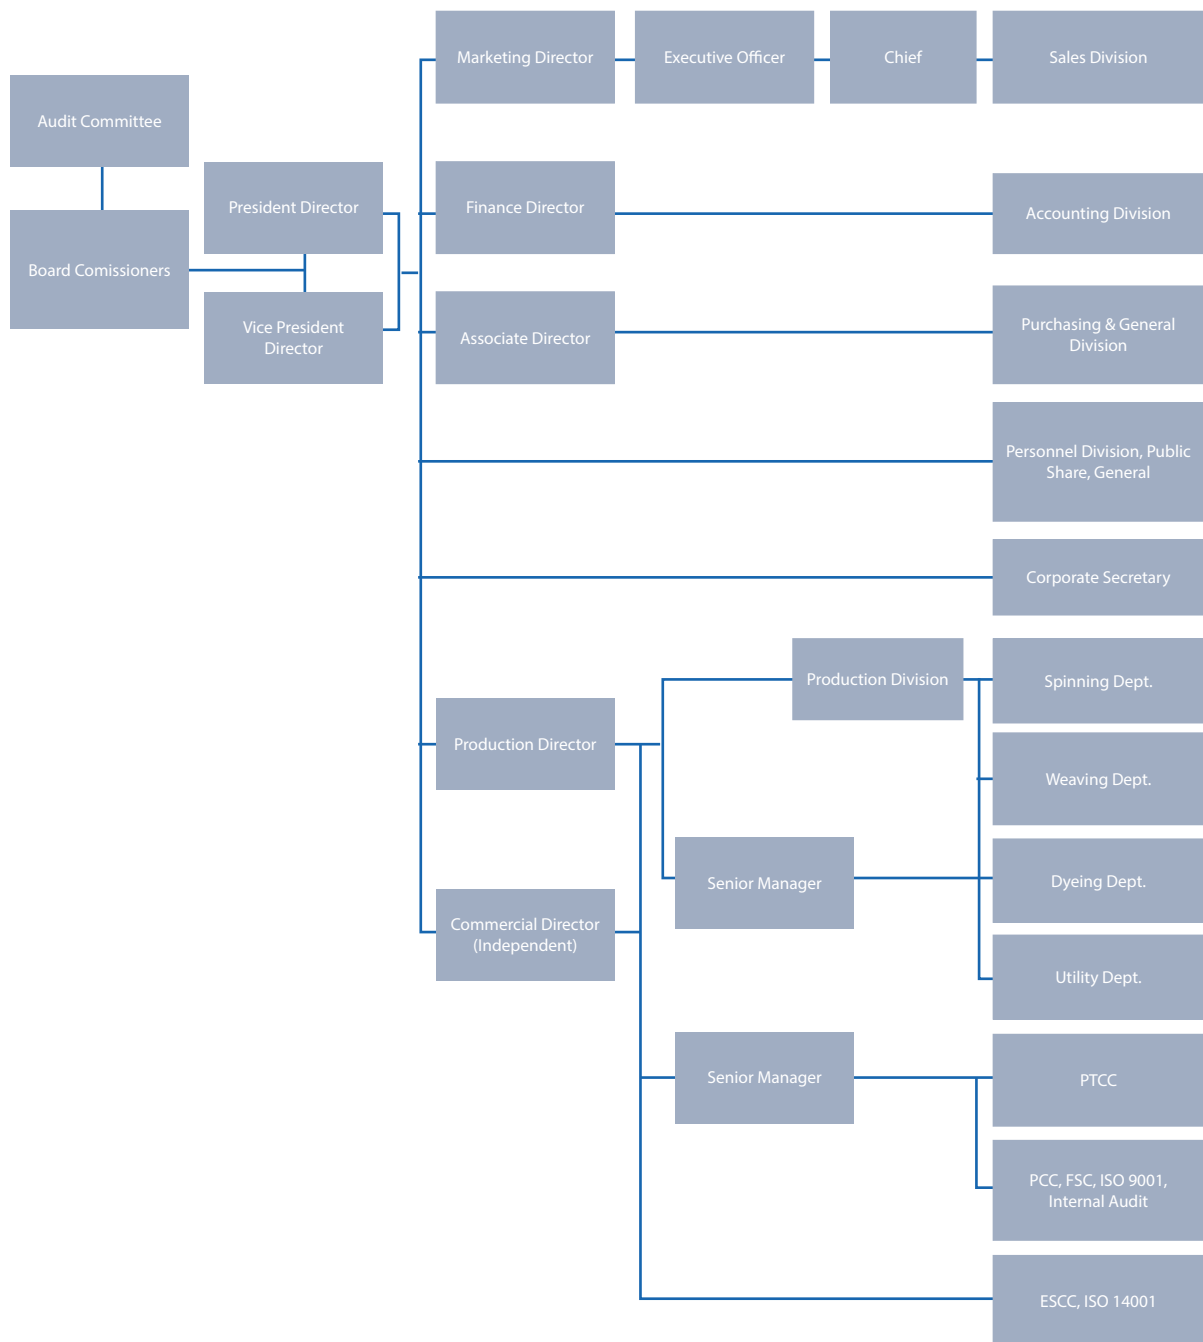 Marketing Director
Executive Officer
Chief
Sales Division
Audit Committee
President Director
Finance Director
Accounting Division
Board Comissioners
Vice President
Director
Associate Director
Purchasing & General
Division
Personnel Division, Public
Share, General
Corporate Secretary
Production Director
Production Division
Spinning Dept.
Weaving Dept.
Senior Manager
Dyeing Dept.
Commercial Director
(Independent)
Utility Dept.
Senior Manager
PTCC
PCC, FSC, ISO 9001,
Internal Audit
ESCC, ISO 14001